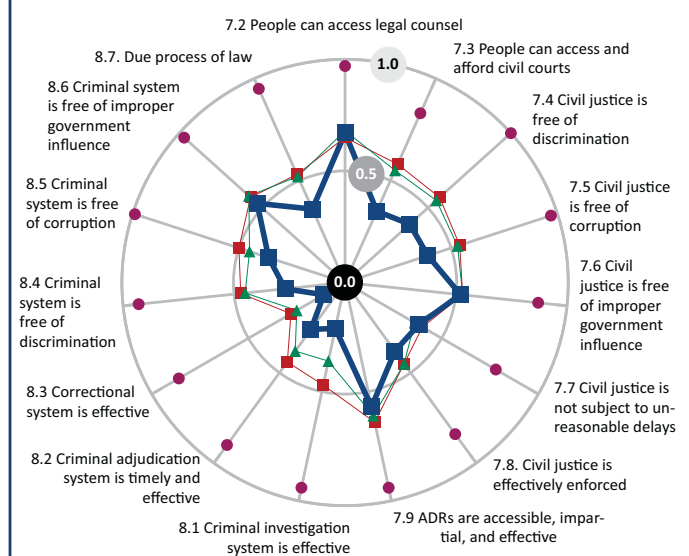 7.2 People can access legal counsel
7.3 People can access and
afford civil courts
7.4 Civil justice is
free of
discrimination
7.5 Civil justice
is free of
corruption
7.6 Civil
justice is free
of improper
government
influence
7.7 Civil justice is
not subject to un-
reasonable delays
7.8. Civil justice is
effectively enforced
7.9 ADRs are accessible, impar-
tial, and effective
8.1 Criminal investigation
system is effective
8.2 Criminal adjudication
system is timely and
effective
8.3 Correctional
system is effective
8.4 Criminal
system is
free of
discrimination
8.5 Criminal
system is free
of corruption
8.6 Criminal system
is free of improper
government
influence
8.7. Due process of law
1.0
0.5
0.0